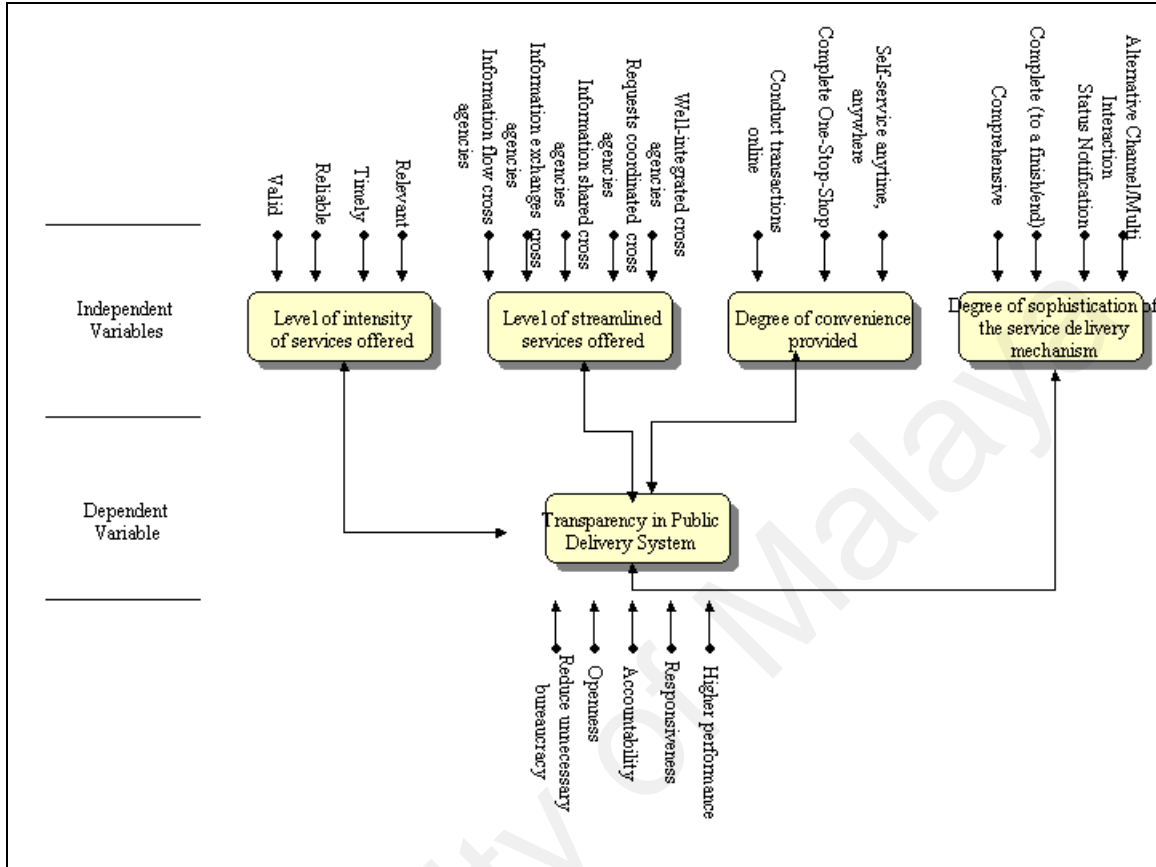 Valid
Reliable
Timely
Relevant
Information flow cross
agencies
Information exchanges cross
agencies
Information shared cross
agencies
Requests coordinated cross
agencies
Well-integrated cross
agencies
Conduct transactions
online
Complete One-Stop-Shop
Self-service anytime,
anywhere
Comprehensive
Complete (to a finish/end)
Status Notification
Alternative Channel/Multi
Interaction
Independent
Variables
Level of intensity
of services offered
Level of streamlined
services offered
Degree of convenience
provided
Degree of sophistication of
the service delivery
mechanism
Dependent
Variable
Transparency in Public
Delivery System
Reduce unnecessary
bureaucracy
Openness
Accountability
Responsiveness
Higher performance
ity of Malaya